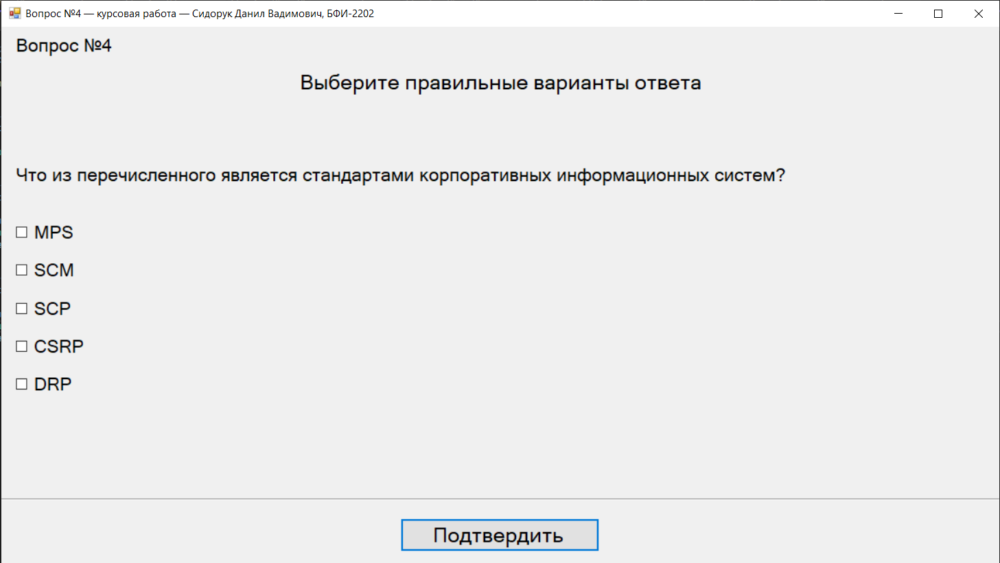 Вопрос №4 — курсовая работа — Сидорук Данил Вадимович, БФИ-2202
Вопрос №4
Выберите правильные варианты ответа
Что из перечисленного является стандартами корпоративных информационных систем?
MPS
SCM
SCP
CSRP
DRP
Подтвердить